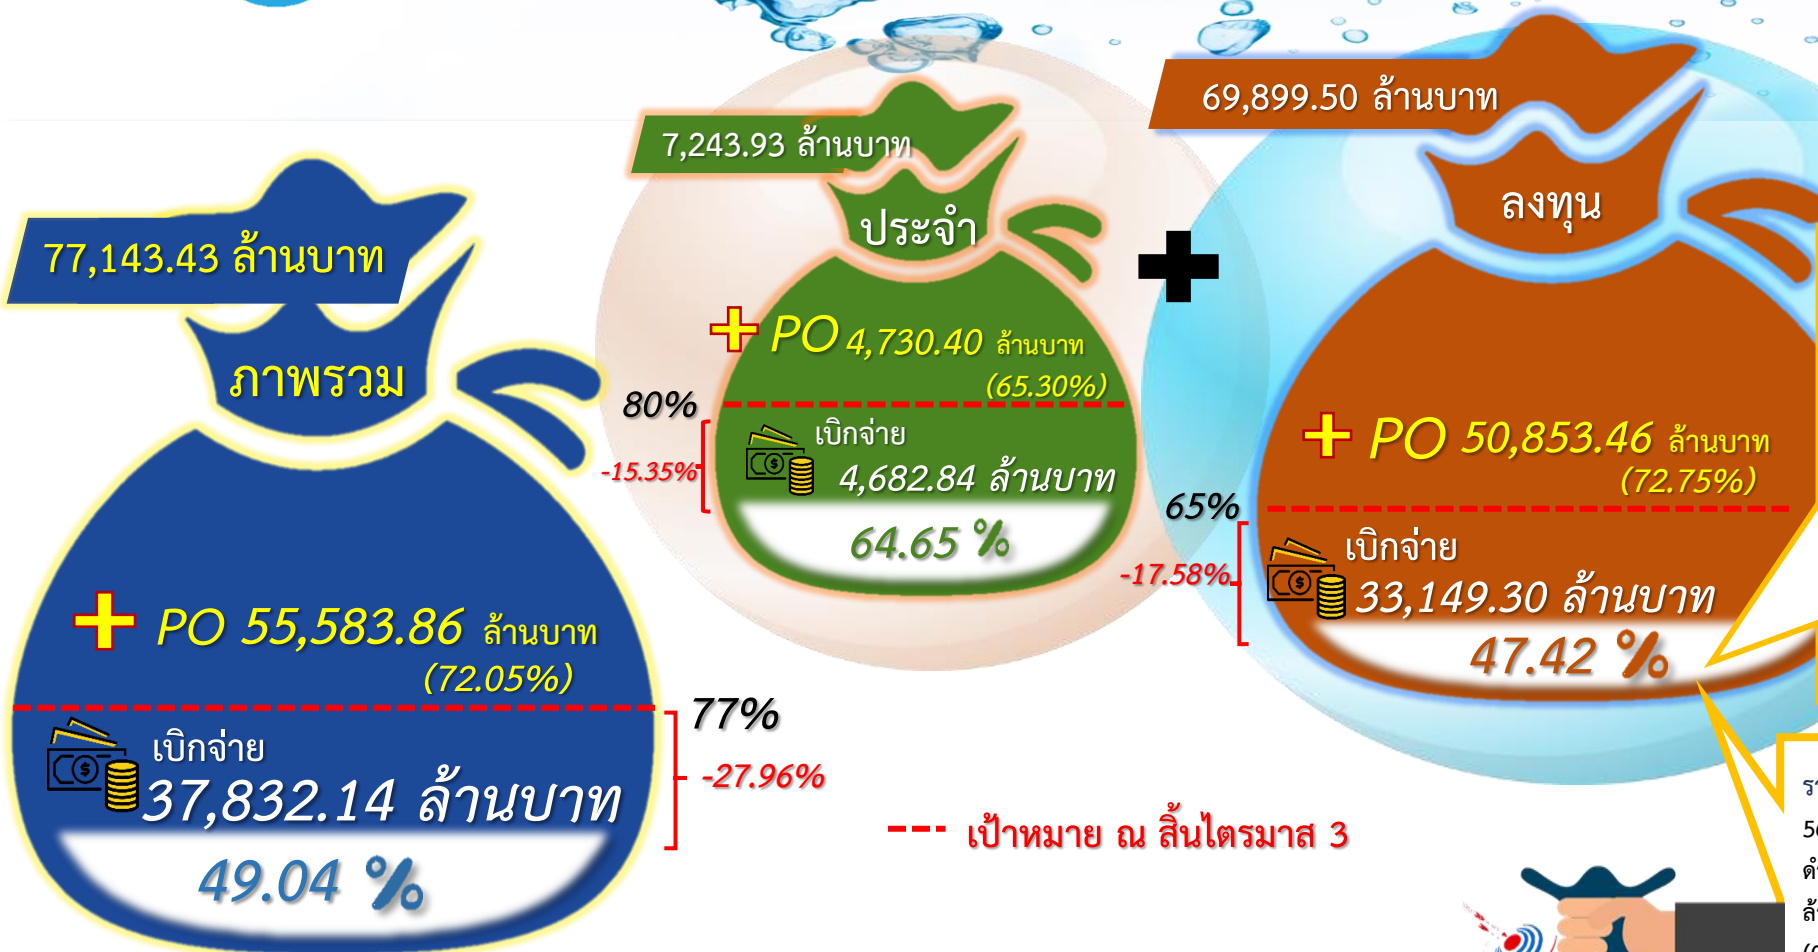 77,143.43 ล้านบาท
ภาพรวม
PO 55,583.86 ล้านบาท
(72.05%)
77%
-27.96%
เบิกจ่าย
37,832.14 ล้านบาท
49.04 %
7,243.93 ล้านบาท
ประจำ
PO 4,730.40 ล้านบาท
(65.30%)
80%
-15.35%
เบิกจ่าย
4,682.84 ล้านบาท
64.65 %
69,899.50 ล้านบาท
ลงทุน
PO 50,853.46 ล้านบาท
(72.75%)
65%
-17.58%
เบิกจ่าย
33,149.30 ล้านบาท
47.42 %
เป้าหมาย ณ สิ้นไตรมาส 3